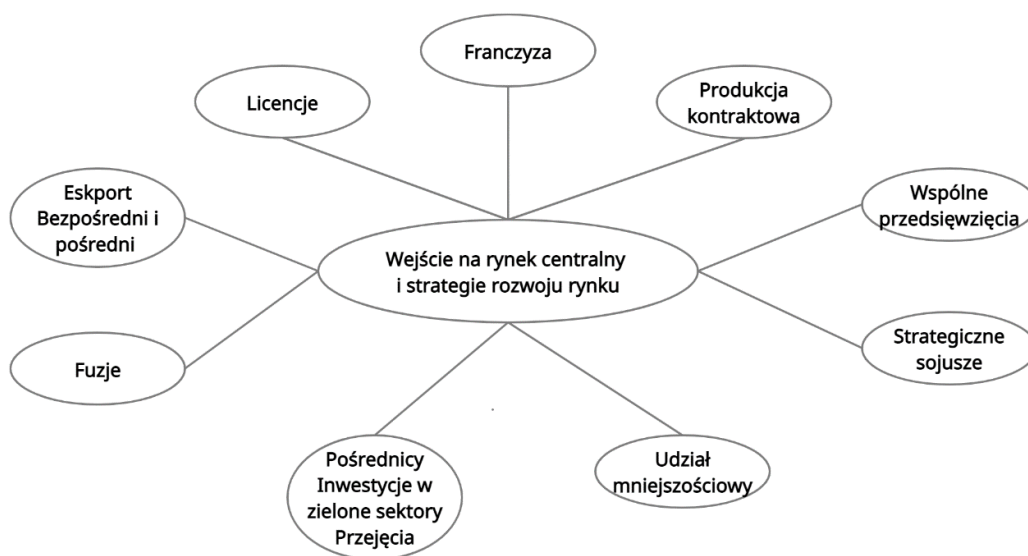 Franczyza
Licencje
Produkcja
kontraktowa
Eskport
Bezpośredni i
pośredni
Wspólne
przedsięwzięcia
Wejście na rynek centralny
i strategie rozwoju rynku
Fuzje
Strategiczne
sojusze
Pośrednicy
Inwestycje w
zielone sektory
Przejęcia
Udział
mniejszościowy